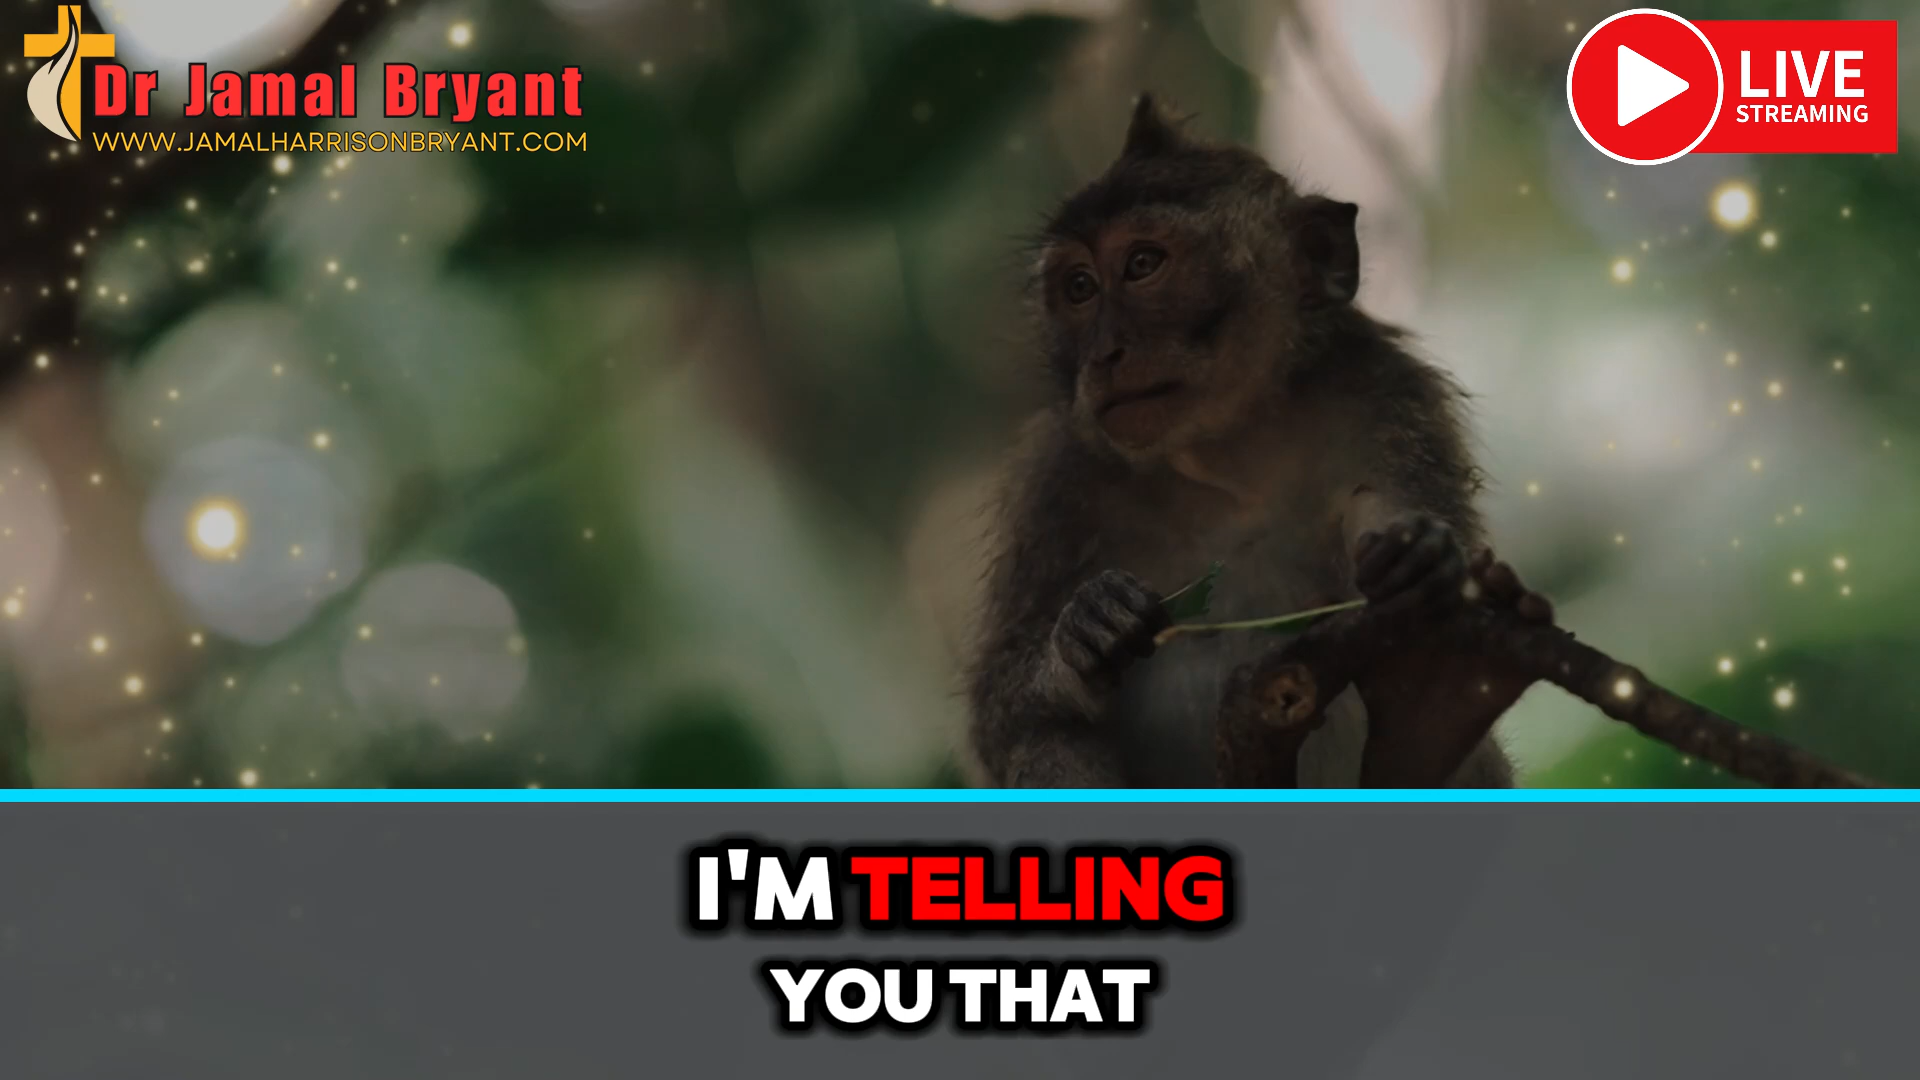 Dr Jamal Bryant
WWW.JAMALHARRISONBRYANT.COM
LIVE
STREAMING
I'M TELLING
YOU THAT